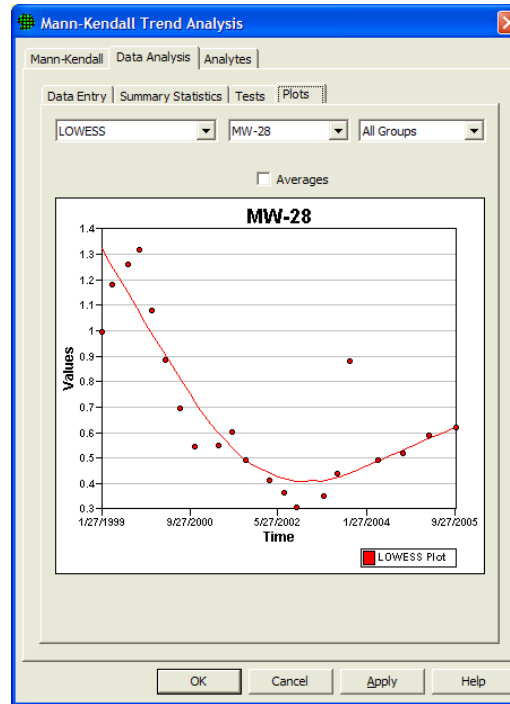 Mann-Kendall Trend Analysis
Mann-Kendall Data Analysis Analytes
Data Entry Summary Statistics Tests Plots
LOWESS MW-28 All Groups
Averages
MW-28
1.4
1.3
1.2
1.1
1
0.9
0.8
0.7
0.6
0.5
0.4
0.3
Values
1/27/1999 9/27/2000 5/27/2002 1/27/2004 9/27/2005
Time
LOWESS Plot
OK Cancel Apply Help